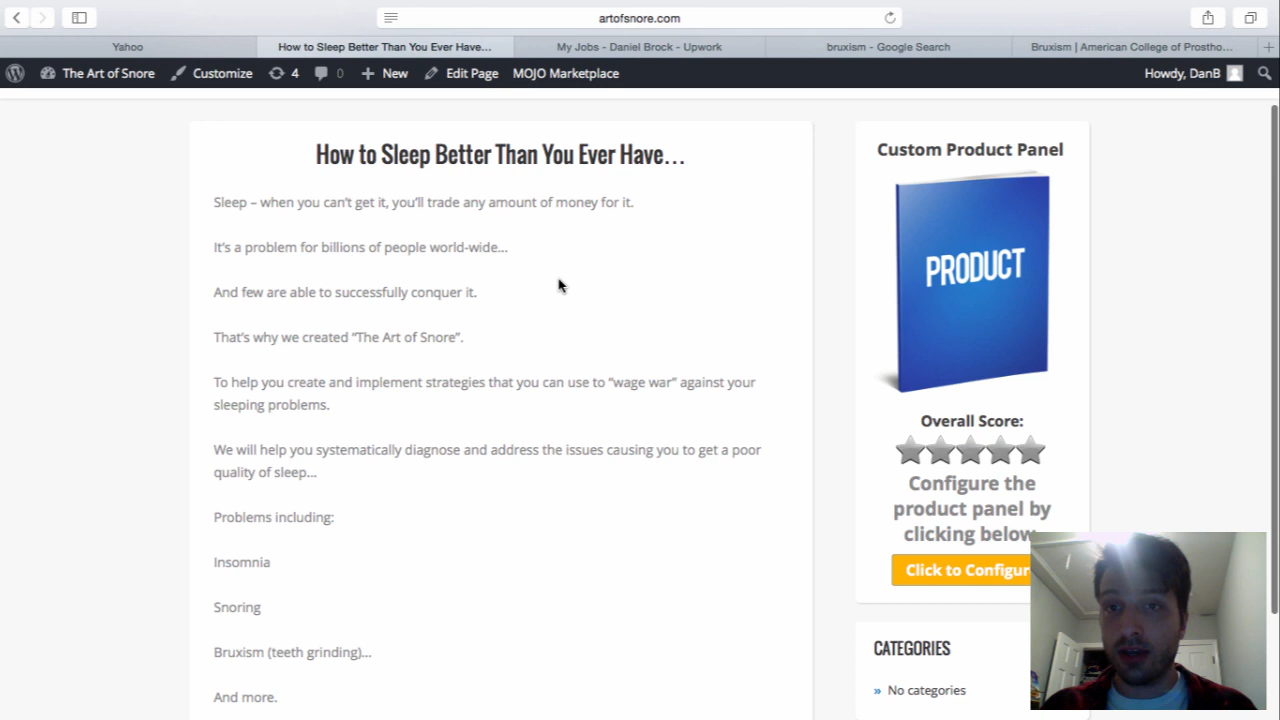 artofsnore.com
Yahoo
How to Sleep Better Than You Ever Have...
My Jobs - Daniel Brock - Upwork
bruxism - Google Search
Bruxism | American College of Prostho...
The Art of Snore
Customize
4
0
New
Edit Page
MOJO Marketplace
Howdy, DanB
How to Sleep Better Than You Ever Have...
Sleep – when you can't get it, you'll trade any amount of money for it.
It's a problem for billions of people world-wide...
And few are able to successfully conquer it.
That's why we created "The Art of Snore".
To help you create and implement strategies that you can use to "wage war" against your
sleeping problems.
We will help you systematically diagnose and address the issues causing you to get a poor
quality of sleep...
Problems including:
Insomnia
Snoring
Bruxism (teeth grinding)...
And more.
Custom Product Panel
PRODUCT
Overall Score:
Configure the
product panel by
clicking below
Click to Configur
CATEGORIES
» No categories